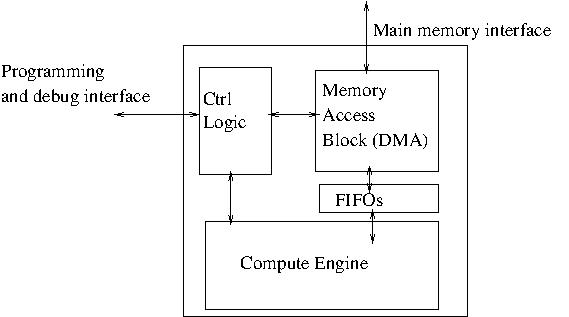 Main memory interface
Programming
and debug interface
Ctrl
Logic
Memory
Access
Block (DMA)
FIFOs
Compute Engine